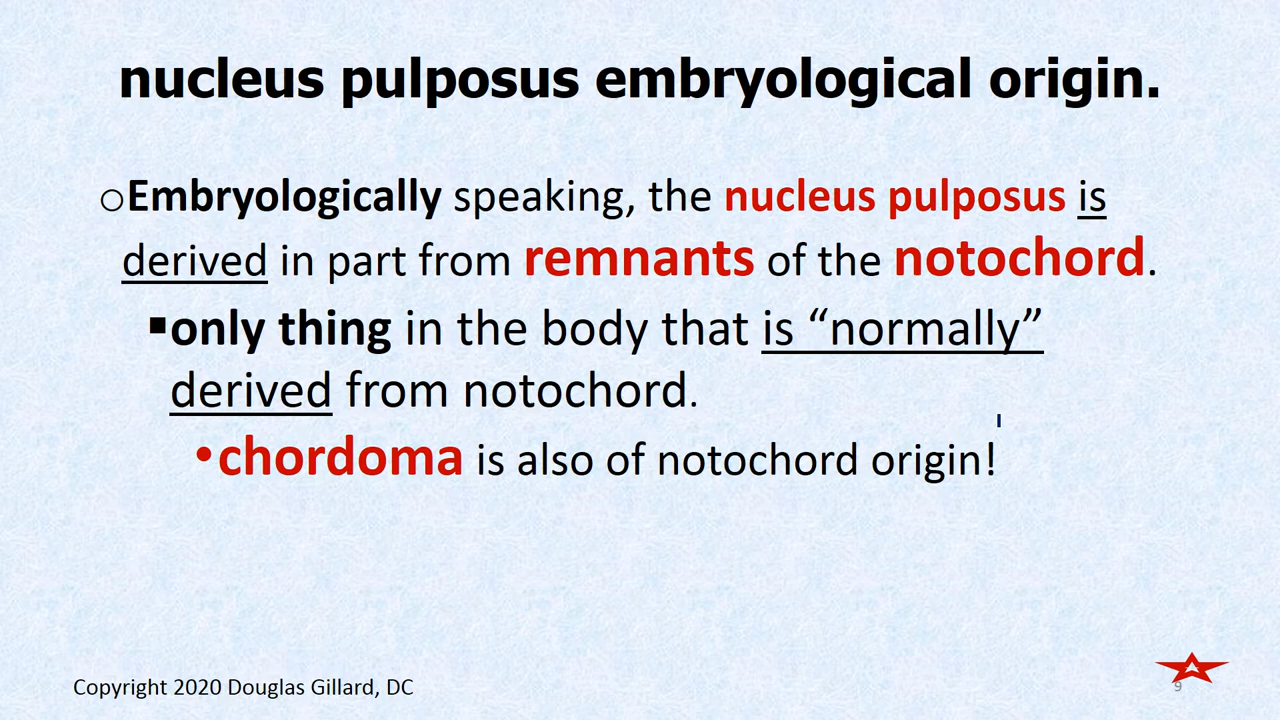 nucleus pulposus embryological origin.
○Embryologically speaking, the nucleus pulposus is
derived in part from remnants of the notochord.
▪only thing in the body that is “normally”
derived from notochord.
•chordoma is also of notochord origin!
Copyright 2020 Douglas Gillard, DC
9